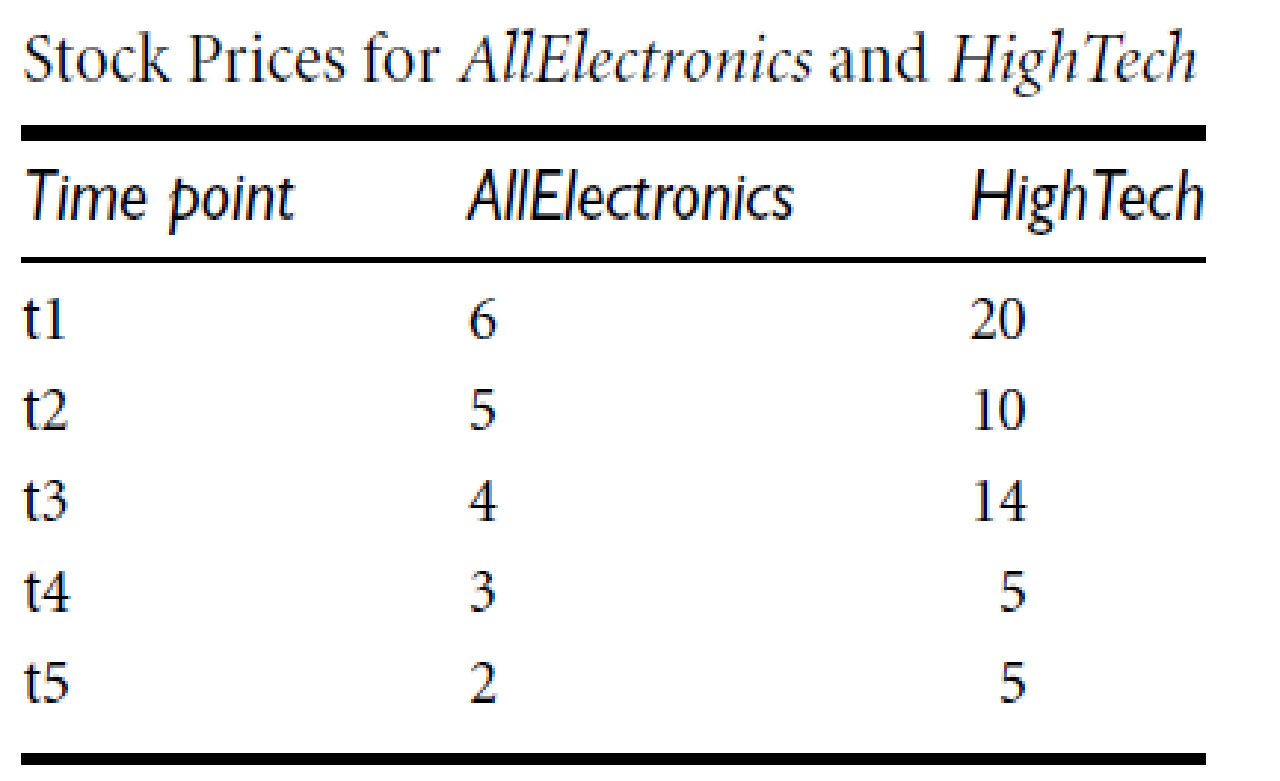 Stock Prices for AllElectronics and HighTech
Time point AllElectronics HighTech
t1 6 20
t2 5 10
t3 4 14
t4 3 5
t5 2 5